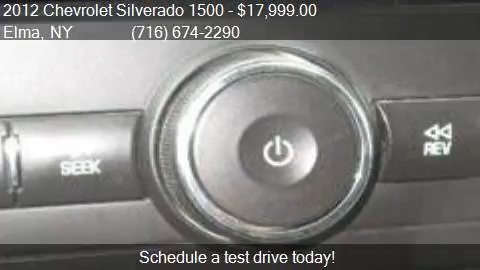 2012 Chevrolet Silverado 1500 - $17,999.00
Elma, NY (716) 674-2290
SEEK
REV
Schedule a test drive today!